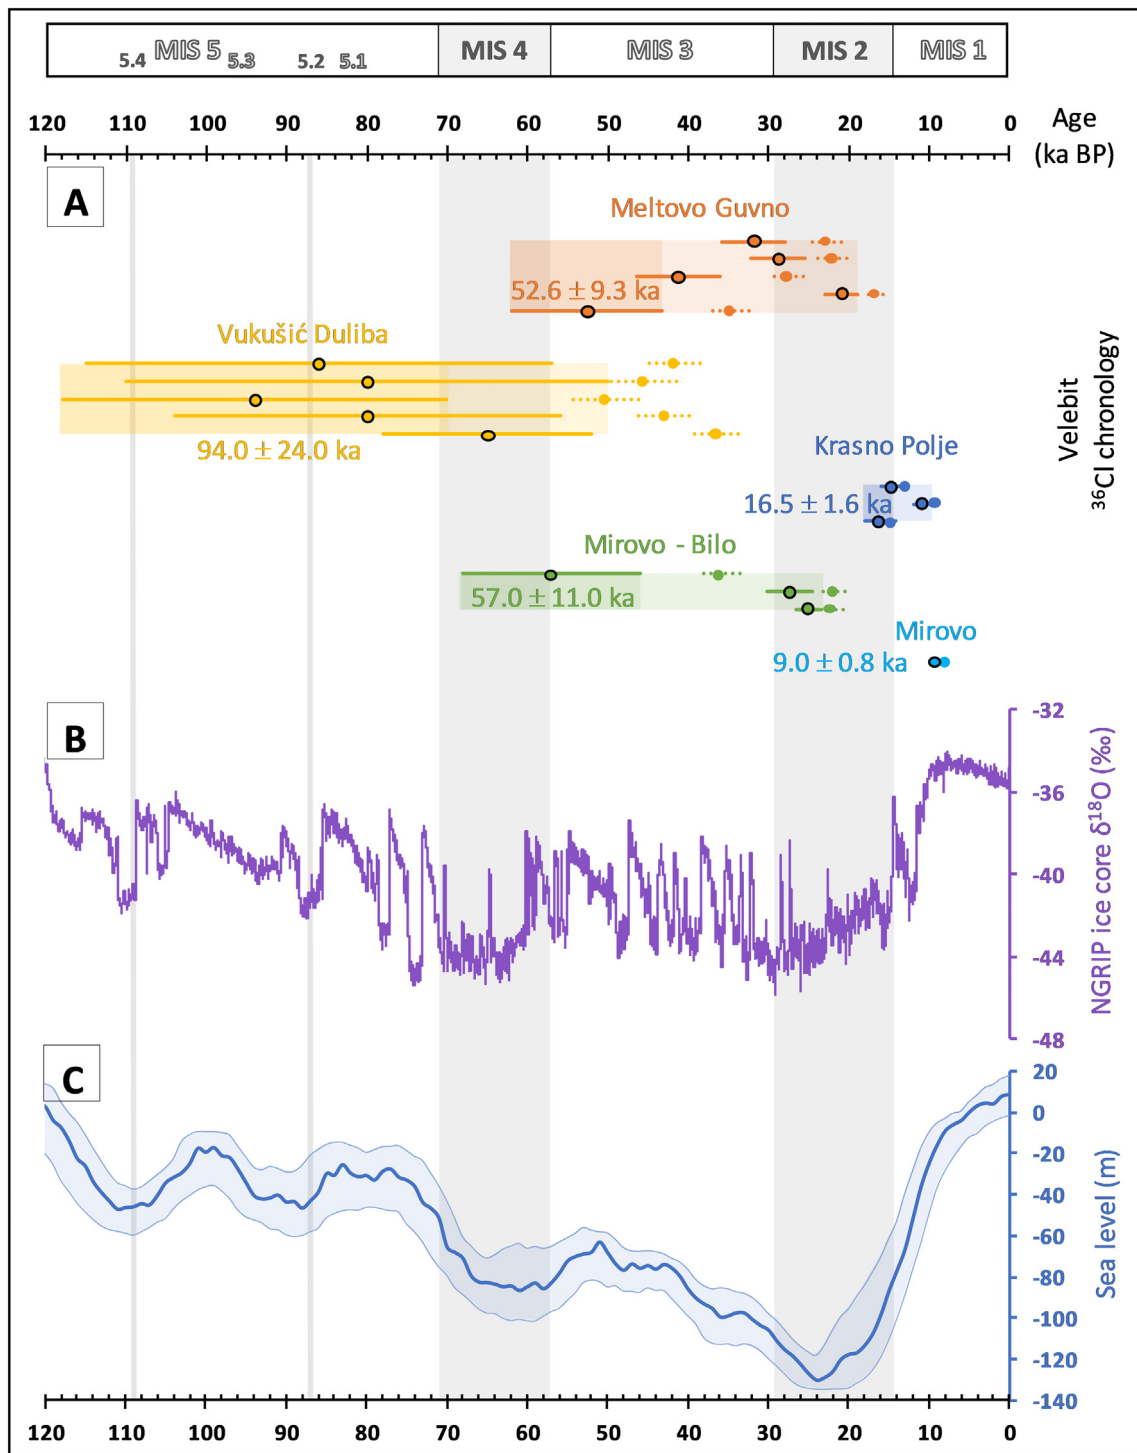 MIS 5 MIS 4 MIS 3 MIS 2 MIS 1
5.4 5.3 5.2 5.1
120 110 100 90 80 70 60 50 40 30 20 10 0 Age
(ka BP)
A
Meltovo Guvno
52.6 ± 9.3 ka
Vukušić Duliba
94.0 ± 24.0 ka
Krasno Polje
16.5 ± 1.6 ka
Mirovo - Bilo
57.0 ± 11.0 ka
Mirovo
9.0 ± 0.8 ka
Velebit
³⁶Cl chronology
B
-32
-36
-40
-44
-48
NGRIP ice core δ¹⁸O (‰)
C
20
0
-20
-40
-60
-80
-100
-120
-140
Sea level (m)
120 110 100 90 80 70 60 50 40 30 20 10 0